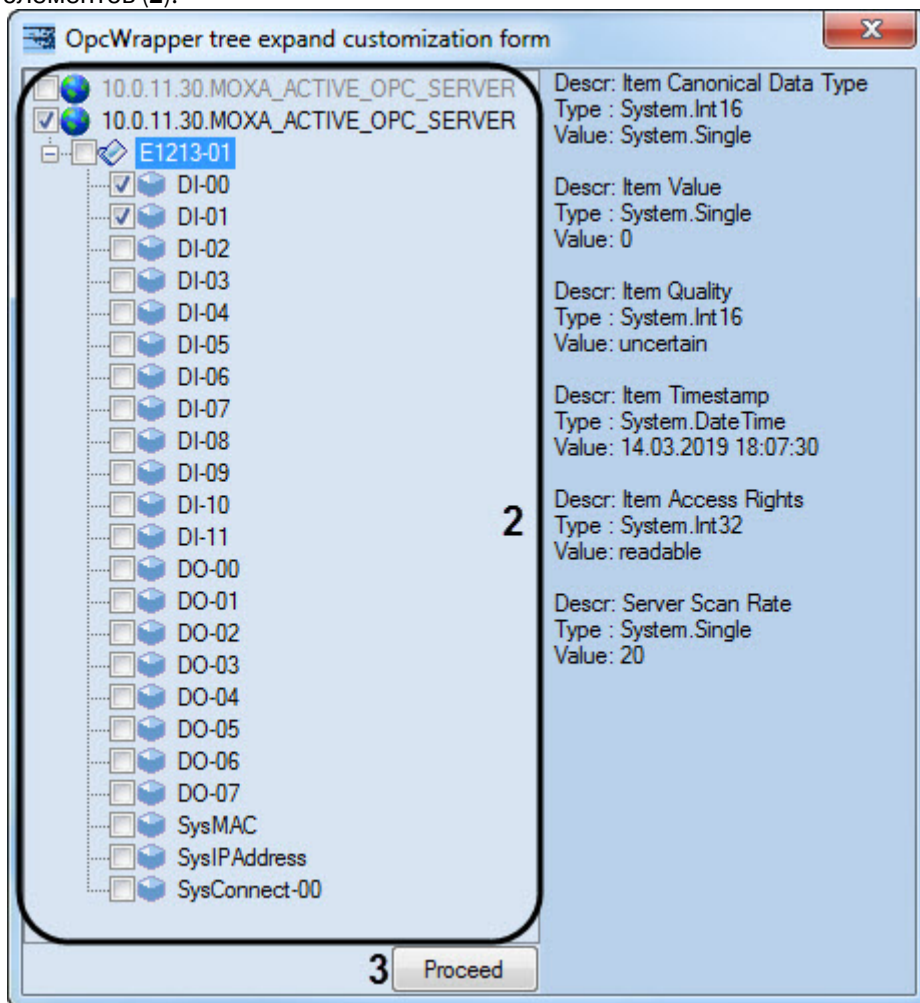 элементов (2).
OpcWrapper tree expand customization form
10.0.11.30.MOXA_ACTIVE_OPC_SERVER
10.0.11.30.MOXA_ACTIVE_OPC_SERVER
E1213-01
DI-00
DI-01
DI-02
DI-03
DI-04
DI-05
DI-06
DI-07
DI-08
DI-09
DI-10
DI-11
DO-00
DO-01
DO-02
DO-03
DO-04
DO-05
DO-06
DO-07
SysMAC
SysIPAddress
SysConnect-00
2
Descr: Item Canonical Data Type
Type : System.Int16
Value: System.Single
Descr: Item Value
Type : System.Single
Value: 0
Descr: Item Quality
Type : System.Int16
Value: uncertain
Descr: Item Timestamp
Type : System.DateTime
Value: 14.03.2019 18:07:30
Descr: Item Access Rights
Type : System.Int32
Value: readable
Descr: Server Scan Rate
Type : System.Single
Value: 20
3 Proceed